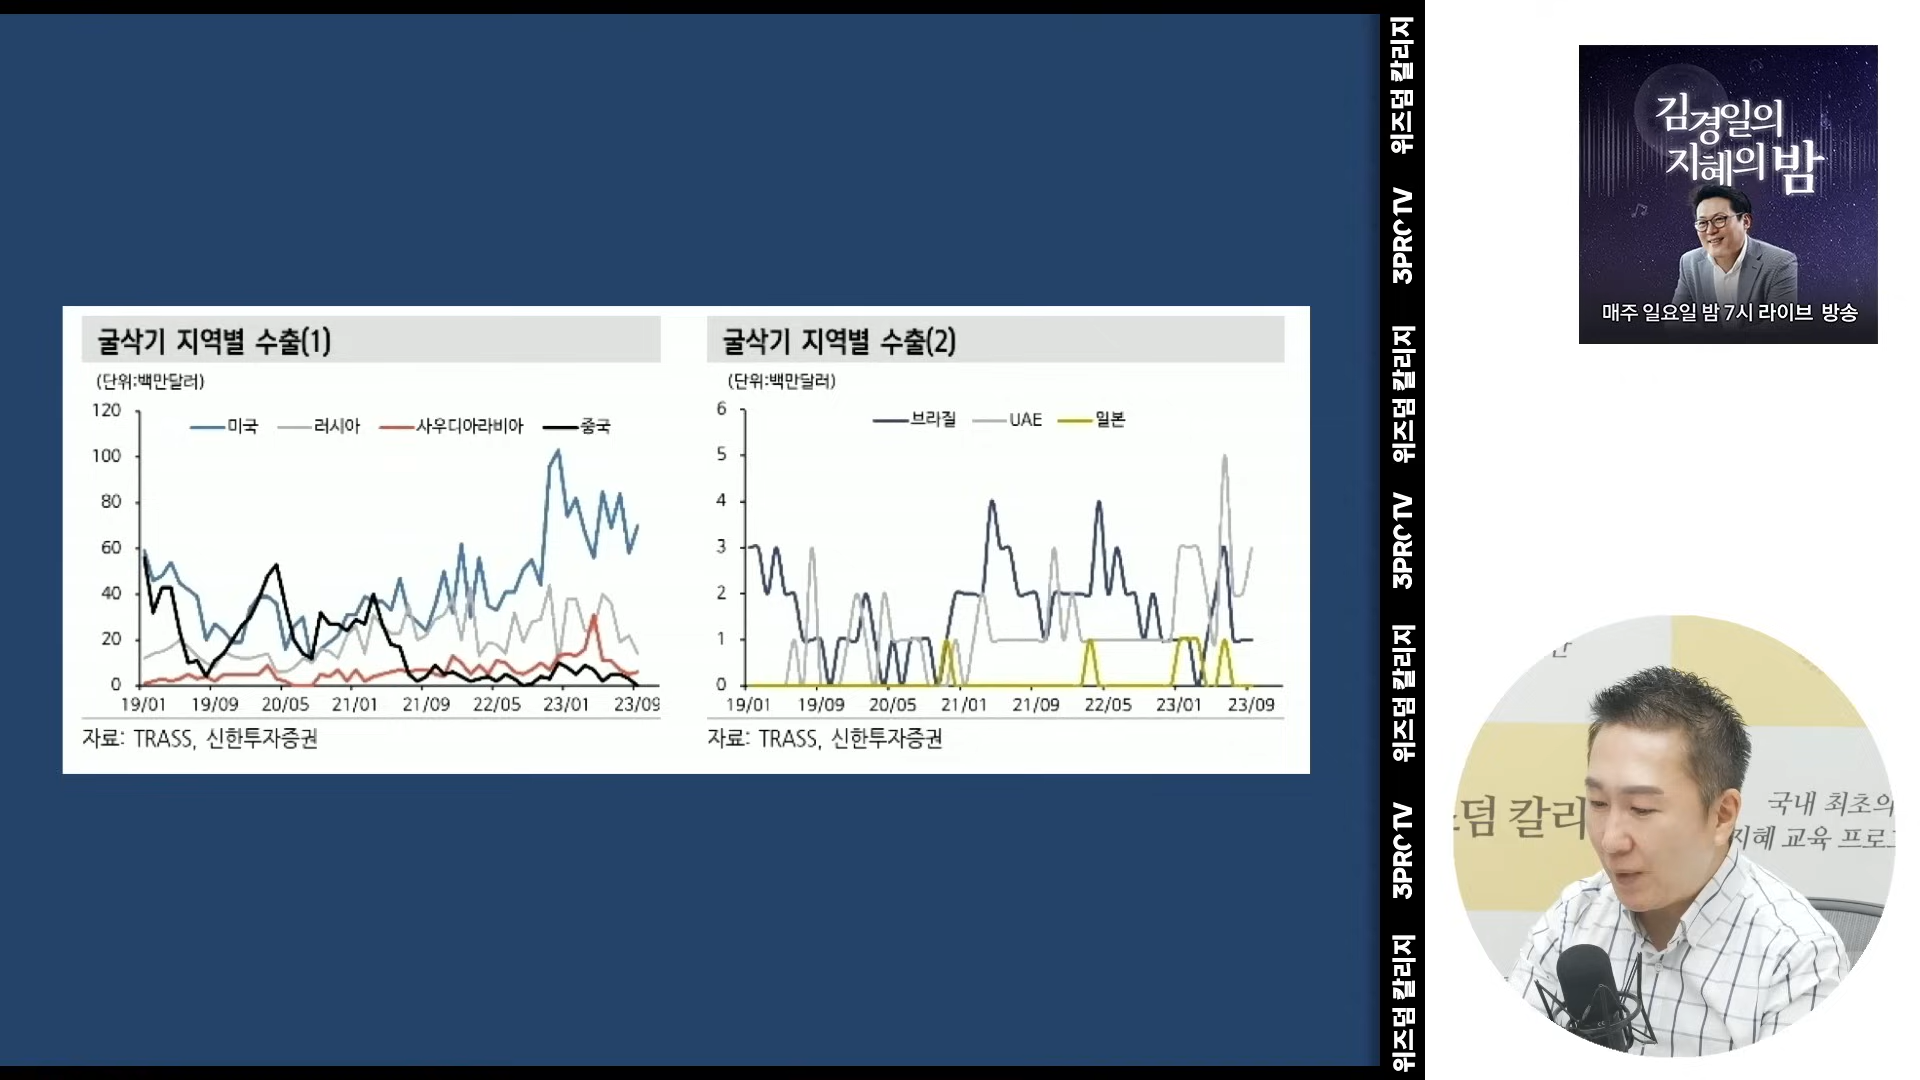 굴삭기 지역별 수출(1)
(단위:백만달러)
미국 러시아 사우디아라비아 중국
120
100
80
60
40
20
0
19/01 19/09 20/05 21/01 21/09 22/05 23/01 23/09
자료: TRASS, 신한투자증권
굴삭기 지역별 수출(2)
(단위:백만달러)
브라질 UAE 일본
6
5
4
3
2
1
0
19/01 19/09 20/05 21/01 21/09 22/05 23/01 23/09
자료: TRASS, 신한투자증권
위즈덤 칼리지
3PROTV
위즈덤 칼리지
3PROTV
위즈덤 칼리지
3PROTV
위즈덤 칼리지
김경일의
지혜의 밤
매주 일요일 밤 7시 라이브 방송
덤 칼리
국내 최초의
지혜 교육 프로